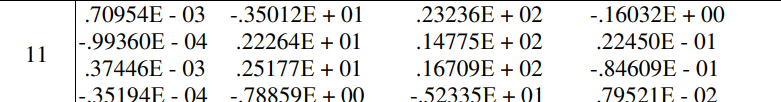 .70954E - 03 -.35012E + 01 .23236E + 02 -.16032E + 00
-.99360E - 04 .22264E + 01 .14775E + 02 .22450E - 01
11
.37446E - 03 .25177E + 01 .16709E + 02 -.84609E - 01
-.35194E - 04 -.78859E + 00 -.52335E + 01 .79521E - 02